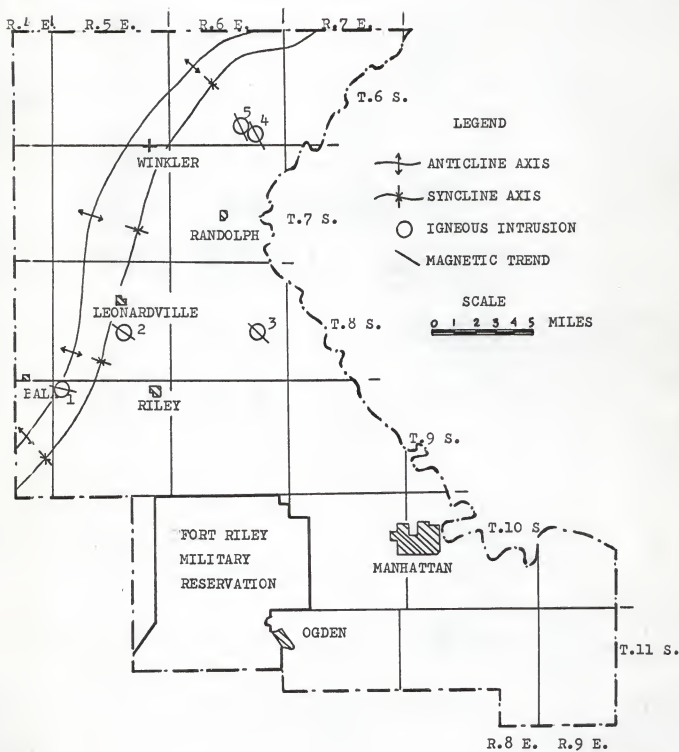 R.4 E. R.5 E. R.6 E. R.7 E.
T.6 S.
LEGEND
ANTICLINE AXIS
SYNCLINE AXIS
IGNEOUS INTRUSION
MAGNETIC TREND
SCALE
0 1 2 3 4 5 MILES
5 4
WINKLER
RANDOLPH
T.7 S.
LEONARDVILLE
2
3
T.8 S.
BALA
1
RILEY
T.9 S.
FORT RILEY
MILITARY
RESERVATION
MANHATTAN
T.10 S
OGDEN
T.11 S.
R.8 E. R.9 E.